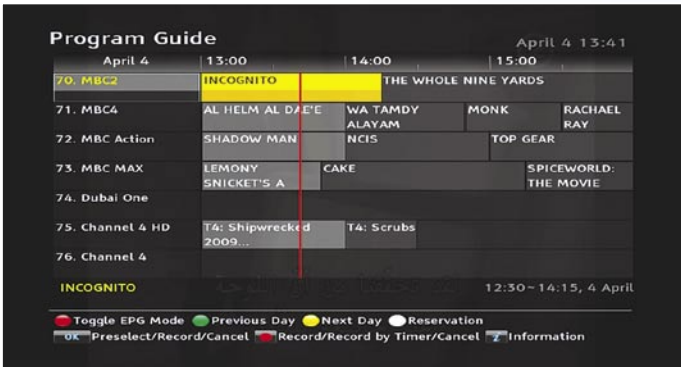 Program Guide
April 4 13:41
April 4 13:00 14:00 15:00
70. MBC2 INCOGNITO THE WHOLE NINE YARDS
71. MBC4 AL HELM AL DAE'E WA TAMDY ALAYAM MONK RACHAEL RAY
72. MBC Action SHADOW MAN NCIS TOP GEAR
73. MBC MAX LEMONY SNICKET'S A CAKE SPICEWORLD: THE MOVIE
74. Dubai One
75. Channel 4 HD T4: Shipwrecked 2009... T4: Scrubs
76. Channel 4
INCOGNITO 12:30~14:15, 4 April
Toggle EPG Mode Previous Day Next Day Reservation
OK Preselect/Record/Cancel Record/Record by Timer/Cancel i Information